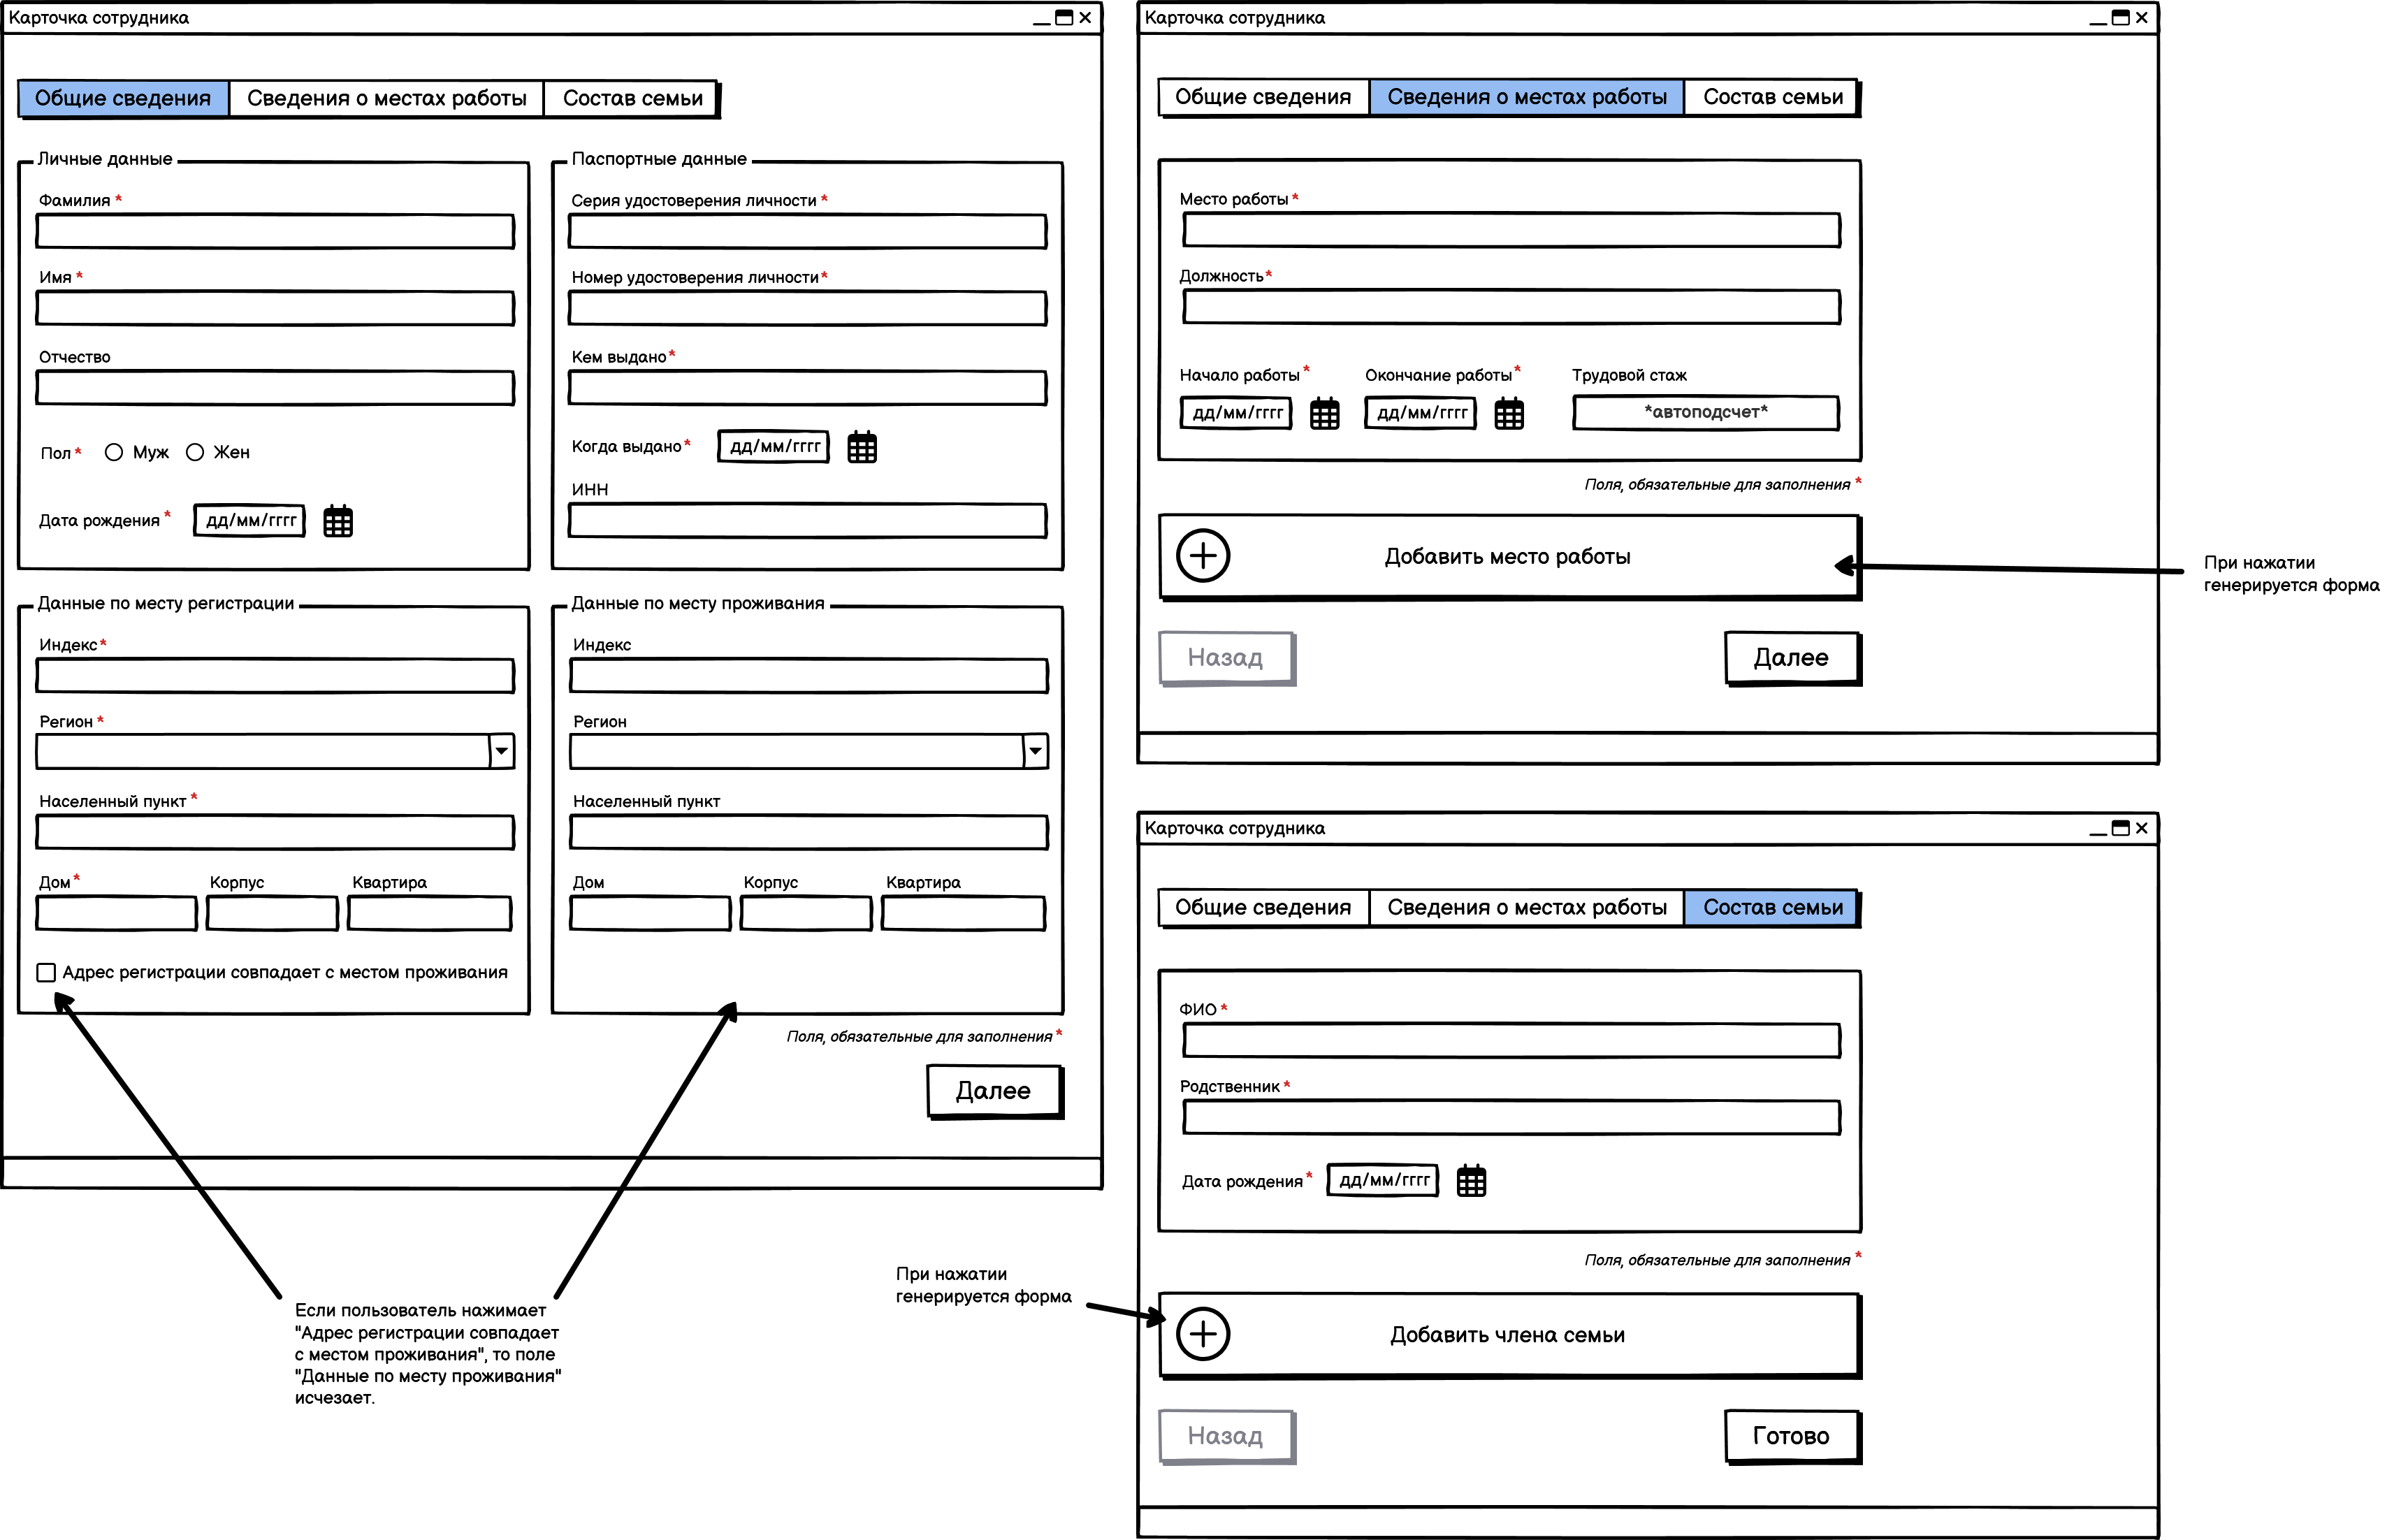 Карточка сотрудника
Общие сведения Сведения о местах работы Состав семьи
Личные данные
Фамилия *
Имя *
Отчество
Пол * Муж Жен
Дата рождения * дд/мм/гггг
Паспортные данные
Серия удостоверения личности *
Номер удостоверения личности *
Кем выдано *
Когда выдано * дд/мм/гггг
ИНН
Данные по месту регистрации
Индекс *
Регион *
Населенный пункт *
Дом * Корпус Квартира
Адрес регистрации совпадает с местом проживания
Данные по месту проживания
Индекс
Регион
Населенный пункт
Дом Корпус Квартира
Поля, обязательные для заполнения *
Далее
Если пользователь нажимает
"Адрес регистрации совпадает
с местом проживания", то поле
"Данные по месту проживания"
исчезает.
Карточка сотрудника
Общие сведения Сведения о местах работы Состав семьи
Место работы *
Должность *
Начало работы * Окончание работы * Трудовой стаж
дд/мм/гггг дд/мм/гггг *автоподсчет*
Поля, обязательные для заполнения *
Добавить место работы
При нажатии
генерируется форма
Назад Далее
Карточка сотрудника
Общие сведения Сведения о местах работы Состав семьи
ФИО *
Родственник *
Дата рождения * дд/мм/гггг
Поля, обязательные для заполнения *
При нажатии
генерируется форма
Добавить члена семьи
Назад Готово